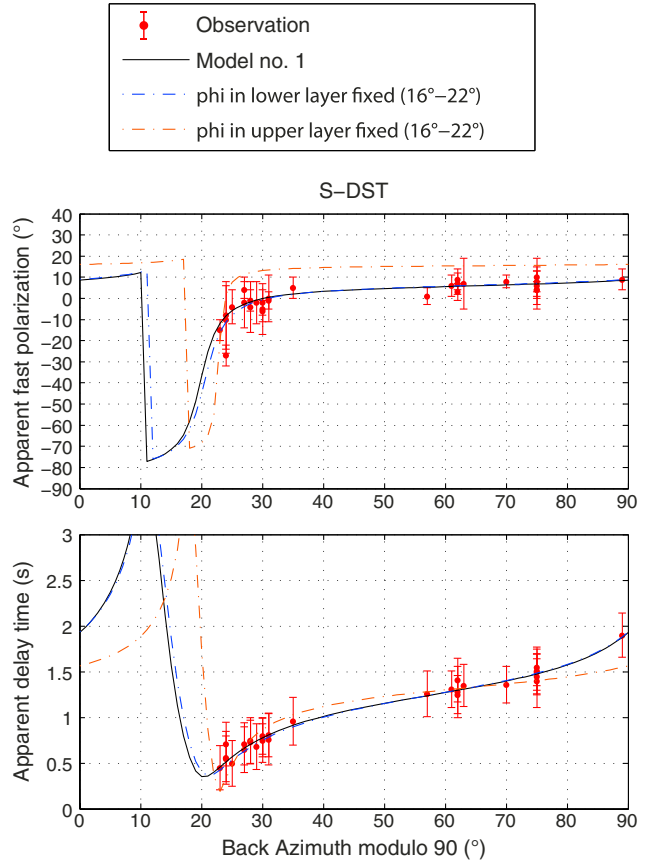 Observation
Model no. 1
phi in lower layer fixed (16°−22°)
phi in upper layer fixed (16°−22°)
S−DST
Apparent fast polarization (°)
40
30
20
10
0
−10
−20
−30
−40
−50
−60
−70
−80
−90
0 10 20 30 40 50 60 70 80 90
Apparent delay time (s)
3
2.5
2
1.5
1
0.5
0
0 10 20 30 40 50 60 70 80 90
Back Azimuth modulo 90 (°)